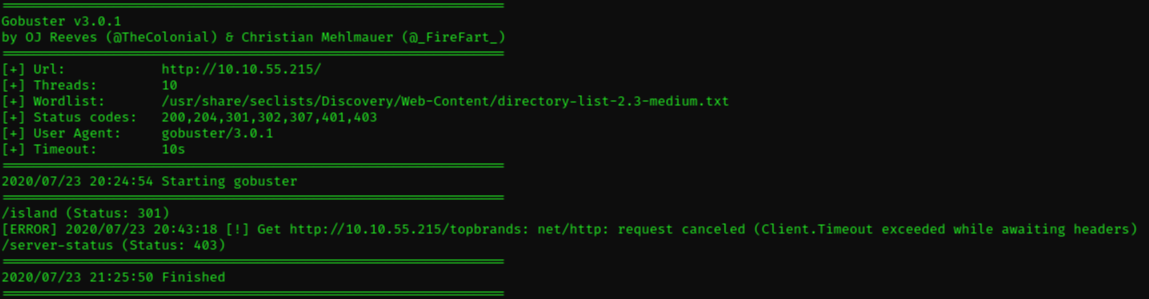 ===============================================================
Gobuster v3.0.1
by OJ Reeves (@TheColonial) & Christian Mehlmauer (@_FireFart_)
===============================================================
[+] Url:            http://10.10.55.215/
[+] Threads:        10
[+] Wordlist:       /usr/share/seclists/Discovery/Web-Content/directory-list-2.3-medium.txt
[+] Status codes:   200,204,301,302,307,401,403
[+] User Agent:     gobuster/3.0.1
[+] Timeout:        10s
===============================================================
2020/07/23 20:24:54 Starting gobuster
===============================================================
/island (Status: 301)
[ERROR] 2020/07/23 20:43:18 [!] Get http://10.10.55.215/topbrands: net/http: request canceled (Client.Timeout exceeded while awaiting headers)
/server-status (Status: 403)
===============================================================
2020/07/23 21:25:50 Finished
===============================================================